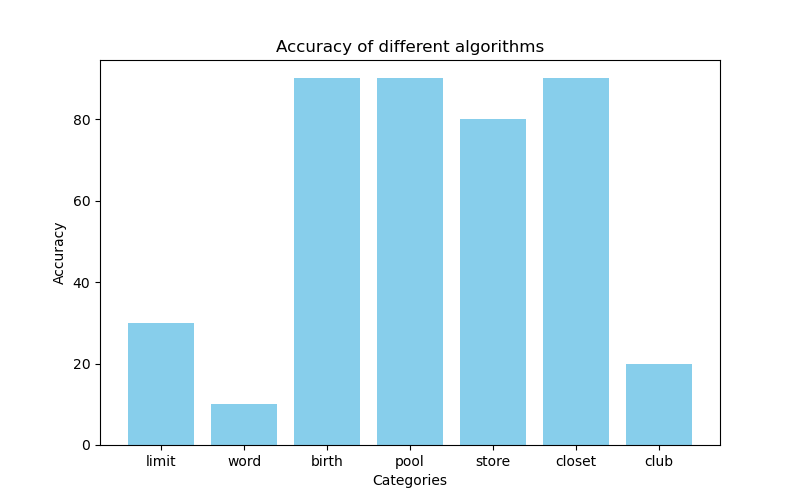 Accuracy of different algorithms
Accuracy
80
60
40
20
0
limit word birth pool store closet club
Categories